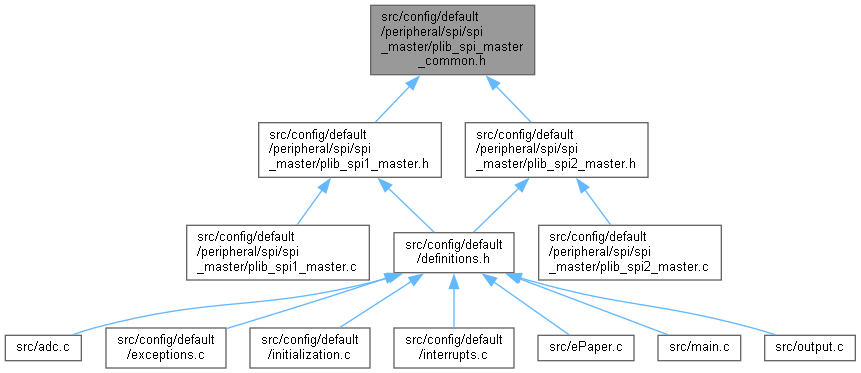 src/config/default
/peripheral/spi/spi
_master/plib_spi_master
_common.h
src/config/default
/peripheral/spi/spi
_master/plib_spi1_master.h
src/config/default
/peripheral/spi/spi
_master/plib_spi2_master.h
src/config/default
/peripheral/spi/spi
_master/plib_spi1_master.c
src/config/default
/definitions.h
src/config/default
/peripheral/spi/spi
_master/plib_spi2_master.c
src/adc.c
src/config/default
/exceptions.c
src/config/default
/initialization.c
src/config/default
/interrupts.c
src/ePaper.c
src/main.c
src/output.c